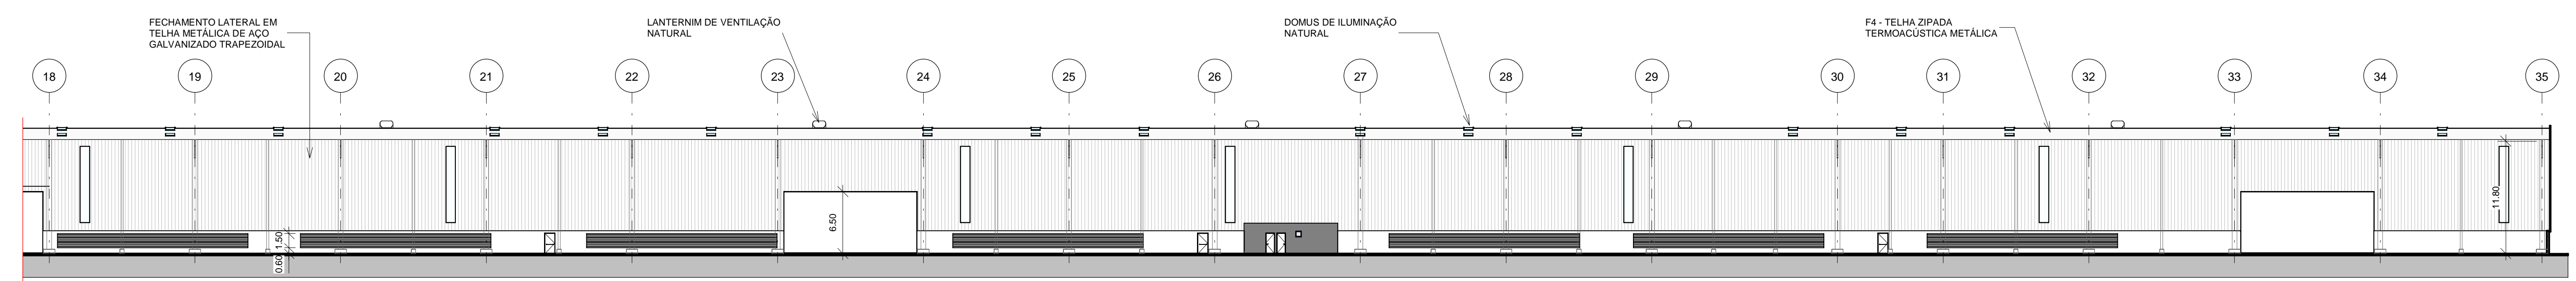 FECHAMENTO LATERAL EM
TELHA METÁLICA DE AÇO
GALVANIZADO TRAPEZOIDAL
LANTERNIM DE VENTILAÇÃO
NATURAL
DOMUS DE ILUMINAÇÃO
NATURAL
F4 - TELHA ZIPADA
TERMOACÚSTICA METÁLICA
18 19 20 21 22 23 24 25 26 27 28 29 30 31 32 33 34 35
1.50
0.60
6.50
11.80